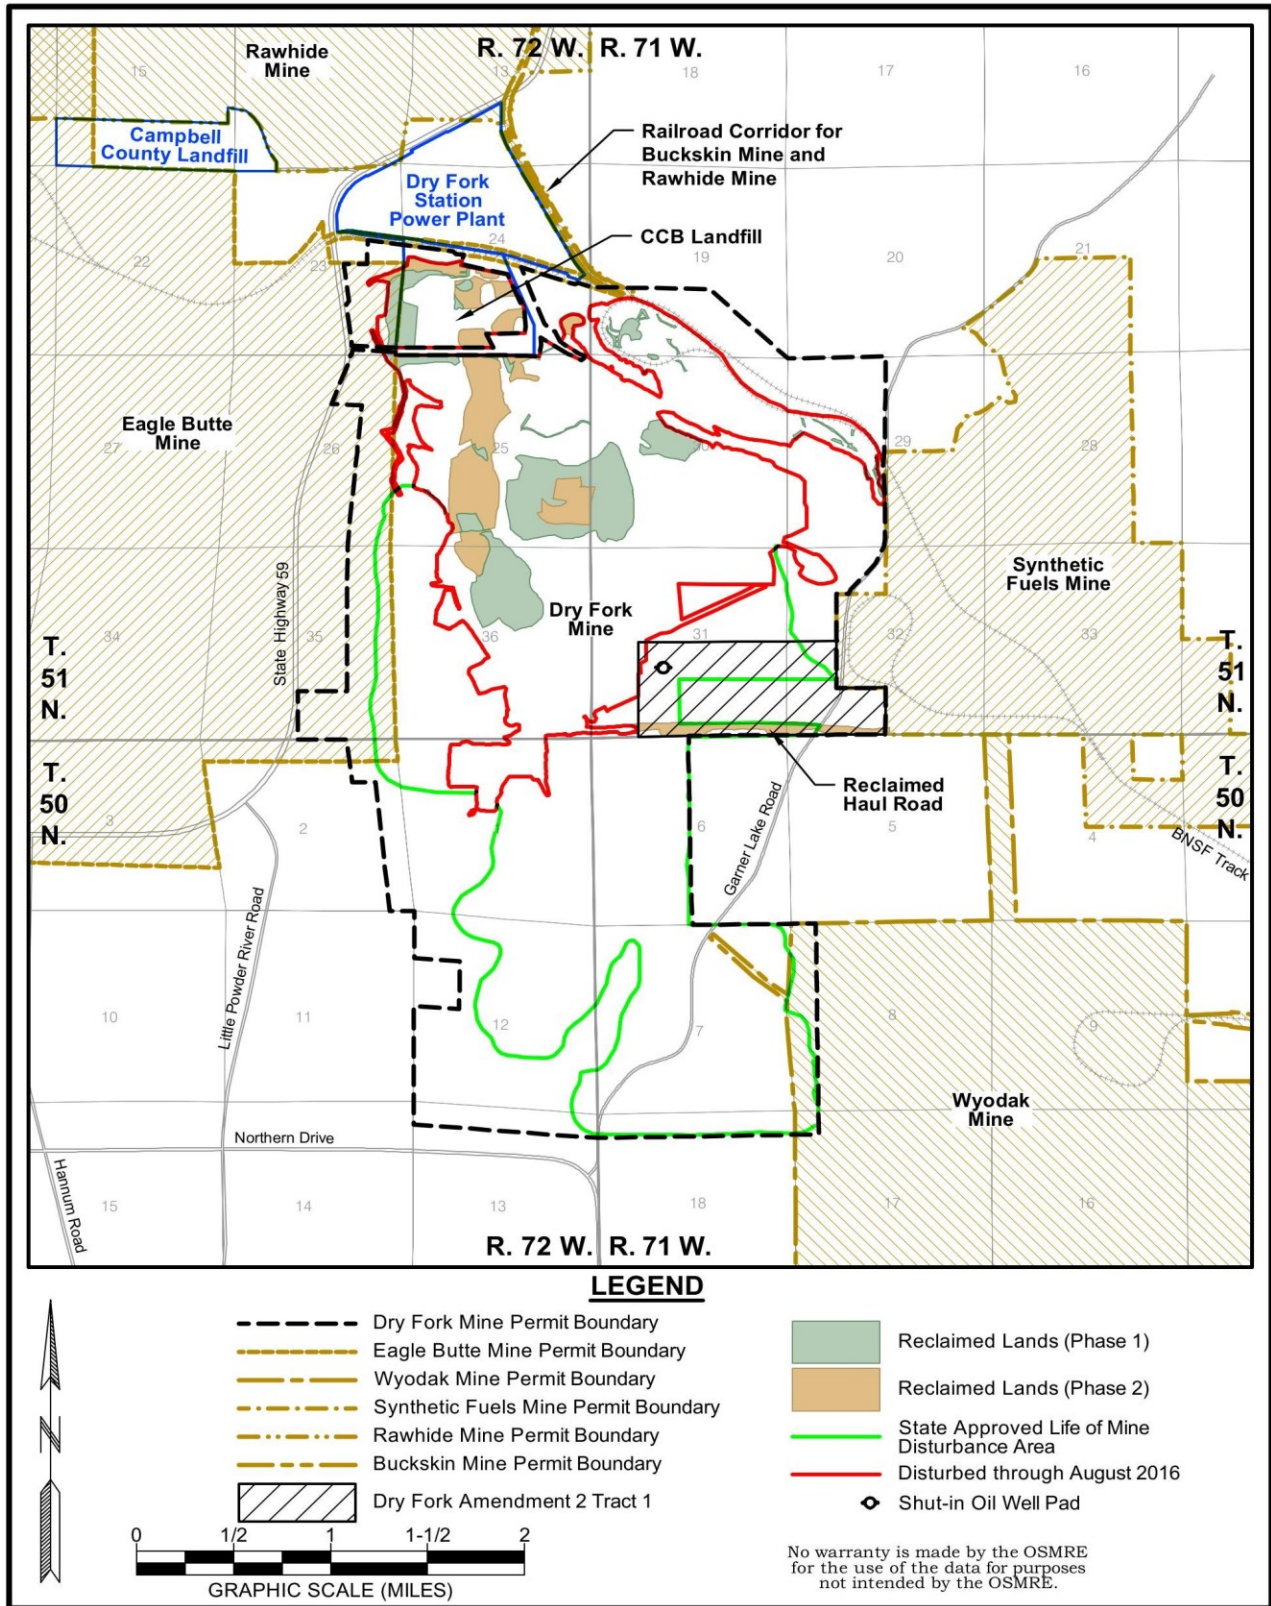 R. 72 W.
R. 71 W.
Rawhide
Mine
15
13
18
17
16
Campbell
County Landfill
Railroad Corridor for
Buckskin Mine and
Rawhide Mine
Dry Fork
Station
Power Plant
CCB Landfill
22
23
24
19
20
21
Eagle Butte
Mine
27
26
25
29
28
State Highway 59
Dry Fork
Mine
Synthetic
Fuels Mine
34
35
36
31
32
33
T.
51
N.
T.
51
N.
T.
50
N.
T.
50
N.
Reclaimed
Haul Road
3
2
6
5
4
Garner Lake Road
BNSF Track
Little Powder River Road
10
11
12
7
8
9
Wyodak
Mine
Northern Drive
Hannum Road
15
14
13
18
17
16
R. 72 W.
R. 71 W.
LEGEND
Dry Fork Mine Permit Boundary
Eagle Butte Mine Permit Boundary
Wyodak Mine Permit Boundary
Synthetic Fuels Mine Permit Boundary
Rawhide Mine Permit Boundary
Buckskin Mine Permit Boundary
Dry Fork Amendment 2 Tract 1
Reclaimed Lands (Phase 1)
Reclaimed Lands (Phase 2)
State Approved Life of Mine
Disturbance Area
Disturbed through August 2016
Shut-in Oil Well Pad
N
0
1/2
1
1-1/2
2
GRAPHIC SCALE (MILES)
No warranty is made by the OSMRE
for the use of the data for purposes
not intended by the OSMRE.